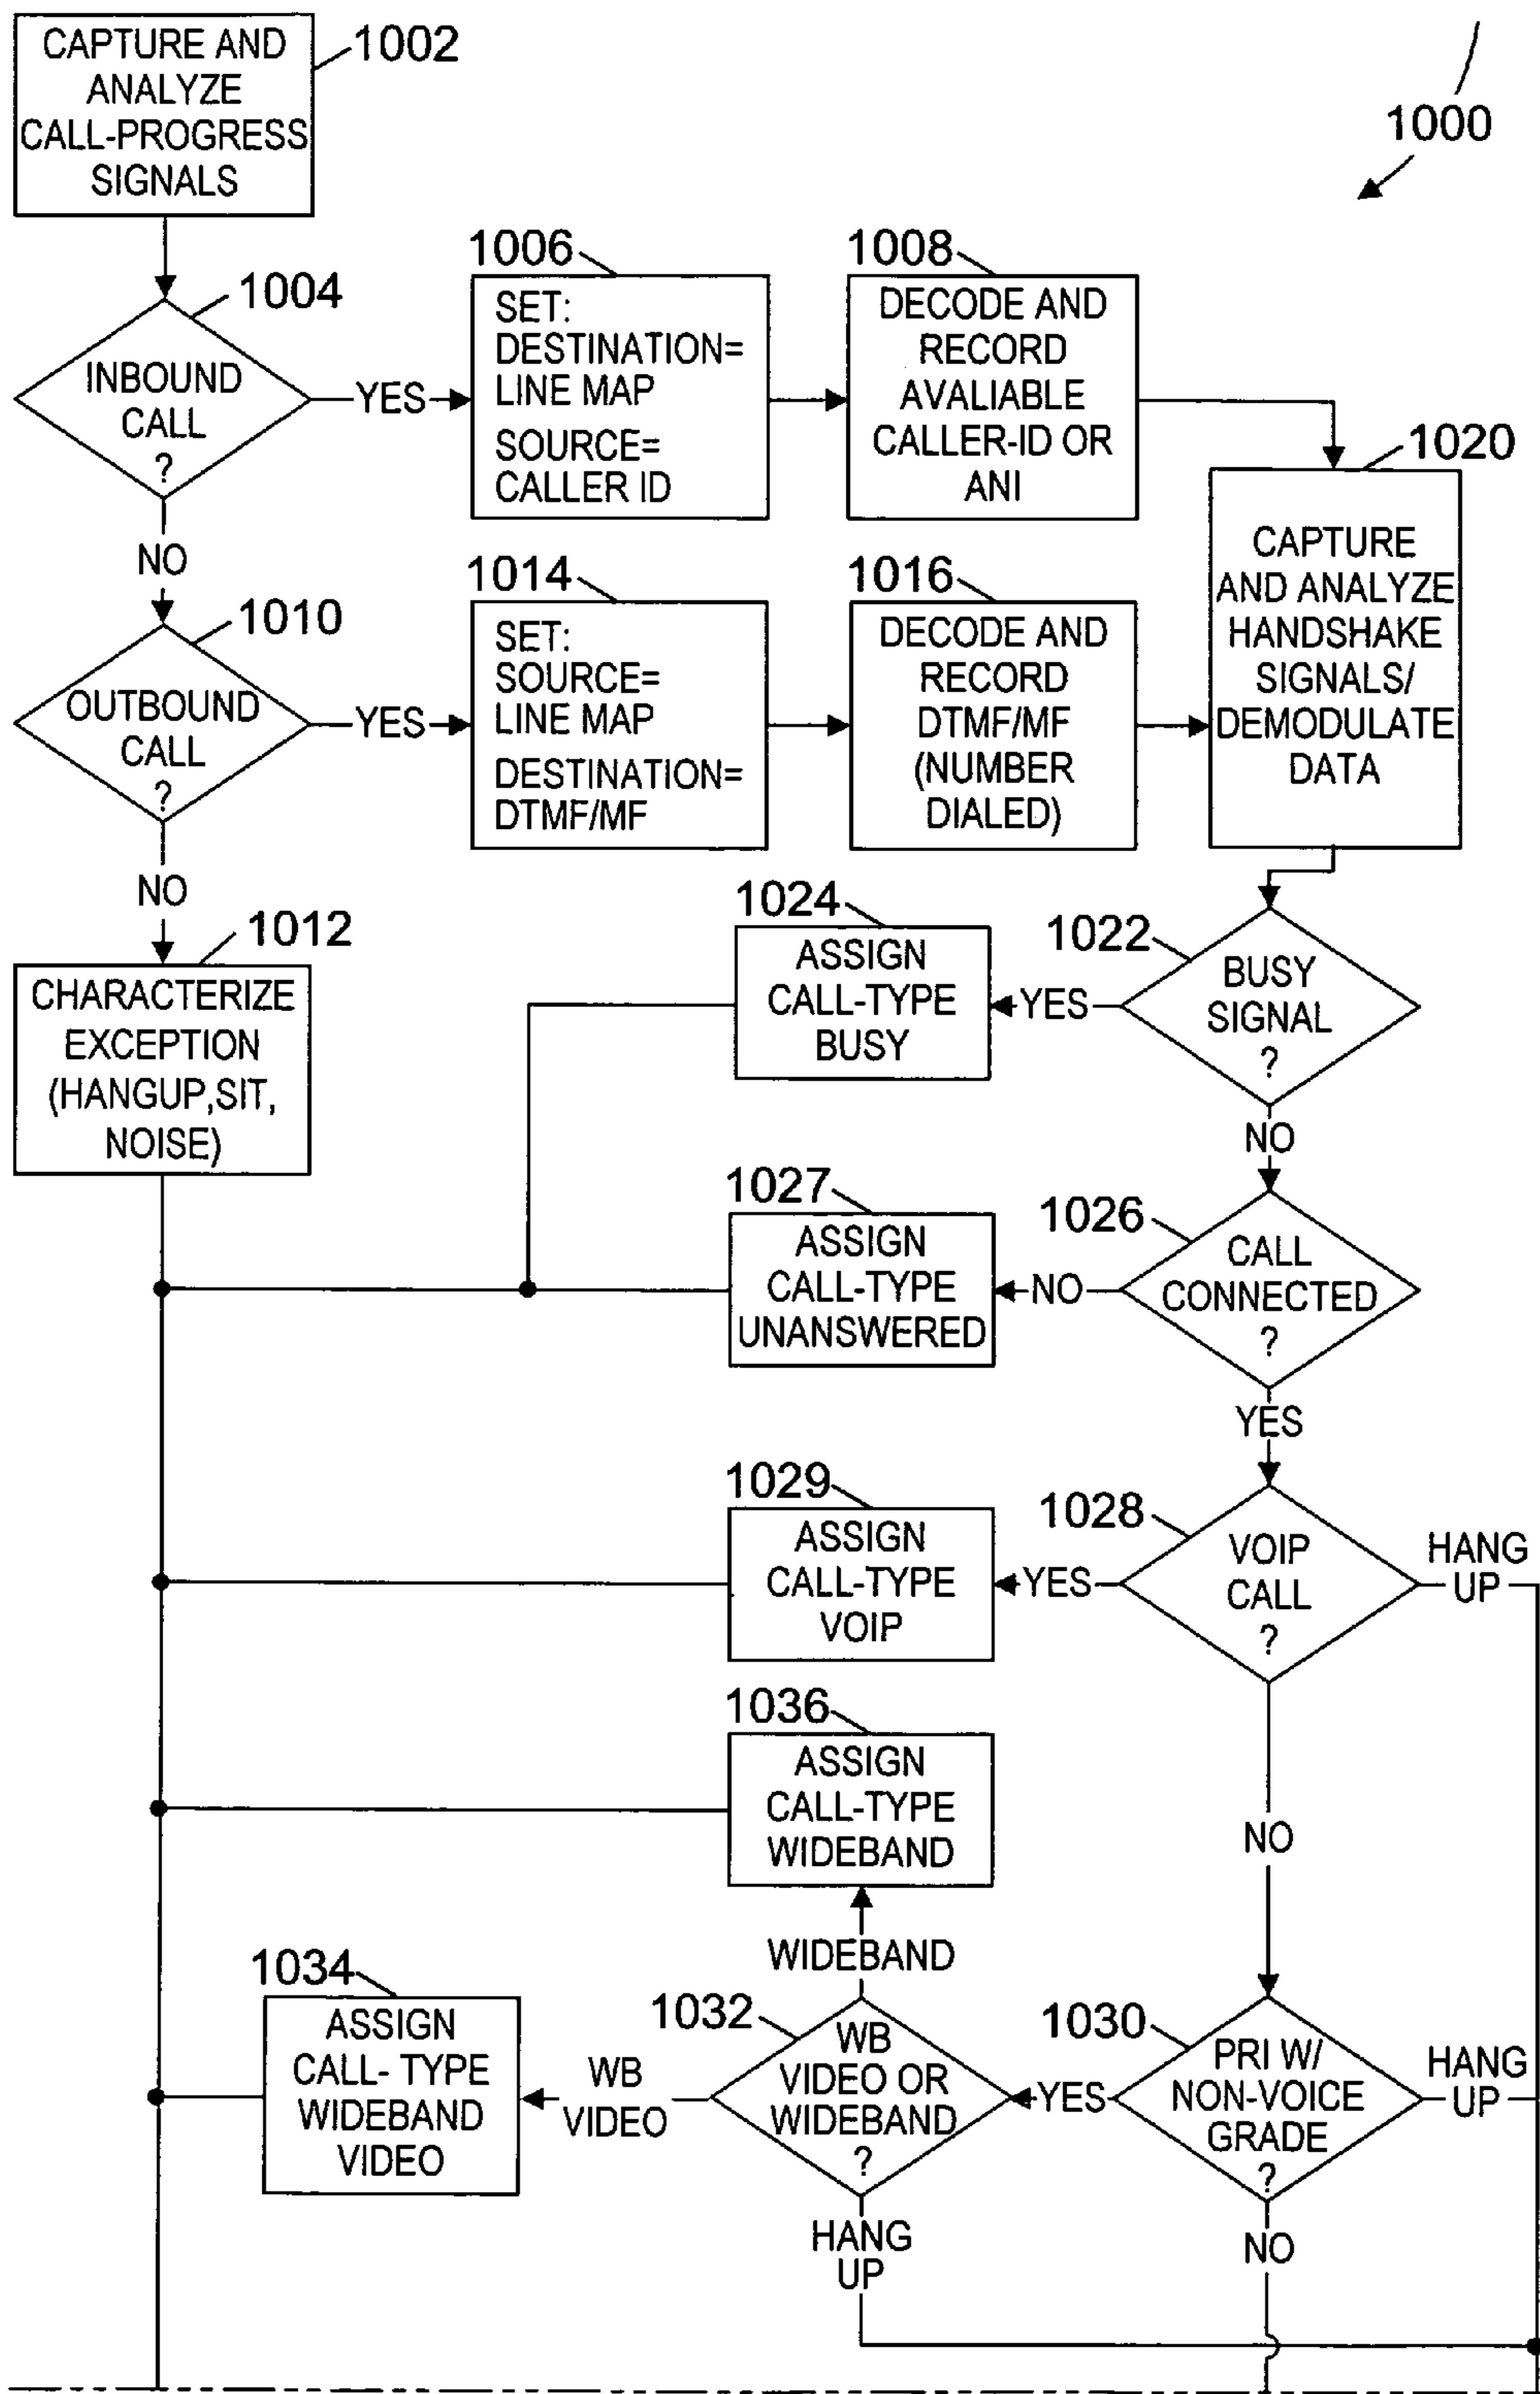 CAPTURE AND
ANALYZE
CALL-PROGRESS
SIGNALS
1002
1000
1004
INBOUND
CALL
?
YES
NO
1006
SET:
DESTINATION=
LINE MAP
SOURCE=
CALLER ID
1008
DECODE AND
RECORD
AVALIABLE
CALLER-ID OR
ANI
1010
OUTBOUND
CALL
?
YES
NO
1014
SET:
SOURCE=
LINE MAP
DESTINATION=
DTMF/MF
1016
DECODE AND
RECORD
DTMF/MF
(NUMBER
DIALED)
1020
CAPTURE
AND ANALYZE
HANDSHAKE
SIGNALS/
DEMODULATE
DATA
1012
CHARACTERIZE
EXCEPTION
(HANGUP,SIT,
NOISE)
1024
ASSIGN
CALL-TYPE
BUSY
YES
1022
BUSY
SIGNAL
?
NO
1027
ASSIGN
CALL-TYPE
UNANSWERED
NO
1026
CALL
CONNECTED
?
YES
1029
ASSIGN
CALL-TYPE
VOIP
YES
1028
VOIP
CALL
?
HANG
UP
NO
1036
ASSIGN
CALL-TYPE
WIDEBAND
WIDEBAND
1034
ASSIGN
CALL- TYPE
WIDEBAND
VIDEO
WB
VIDEO
1032
WB
VIDEO OR
WIDEBAND
?
HANG
UP
YES
1030
PRI W/
NON-VOICE
GRADE
?
HANG
UP
NO